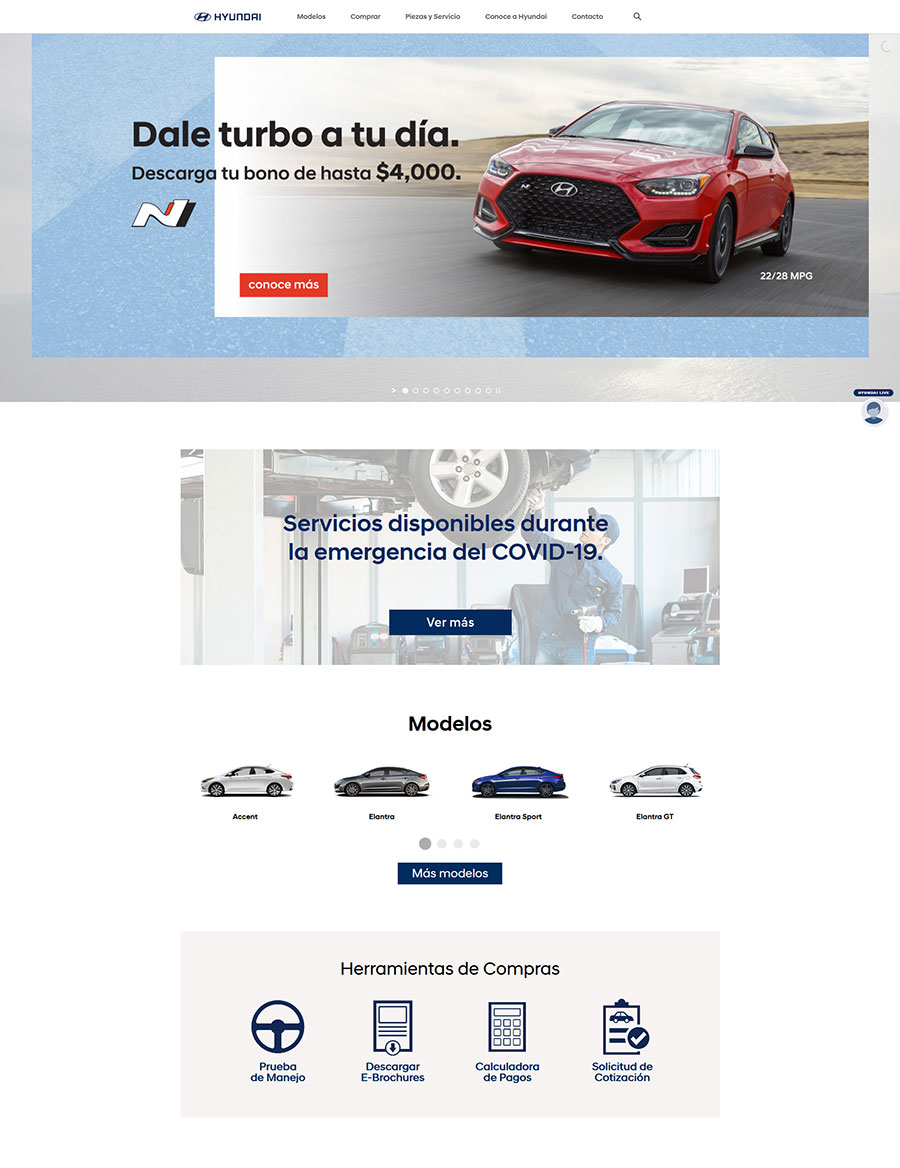 HYUNDAI
Modelos
Comprar
Piezas y Servicio
Conoce a Hyundai
Contacto
Dale turbo a tu día.
Descarga tu bono de hasta $4,000.
N
conoce más
22/28 MPG
HYUNDAI LIVE
Servicios disponibles durante
la emergencia del COVID-19.
Ver más
Modelos
Accent
Elantra
Elantra Sport
Elantra GT
Más modelos
Herramientas de Compras
Prueba
de Manejo
Descargar
E-Brochures
Calculadora
de Pagos
Solicitud de
Cotización